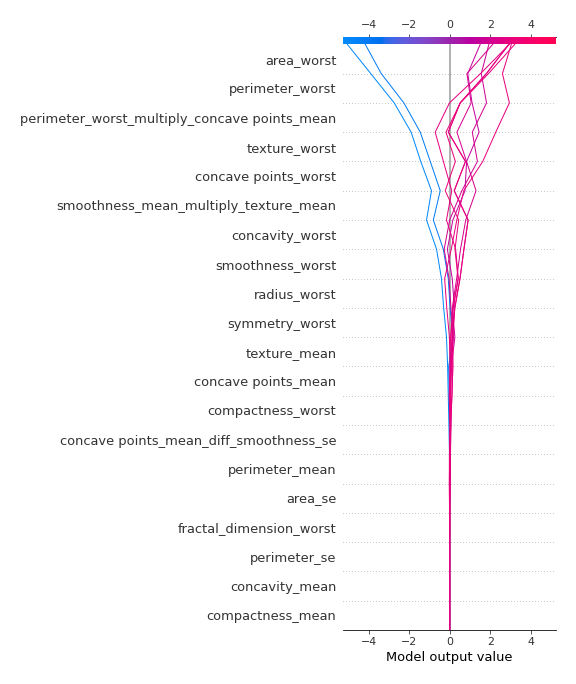 −4 −2 0 2 4
area_worst
perimeter_worst
perimeter_worst_multiply_concave points_mean
texture_worst
concave points_worst
smoothness_mean_multiply_texture_mean
concavity_worst
smoothness_worst
radius_worst
symmetry_worst
texture_mean
concave points_mean
compactness_worst
concave points_mean_diff_smoothness_se
perimeter_mean
area_se
fractal_dimension_worst
perimeter_se
concavity_mean
compactness_mean
−4 −2 0 2 4
Model output value